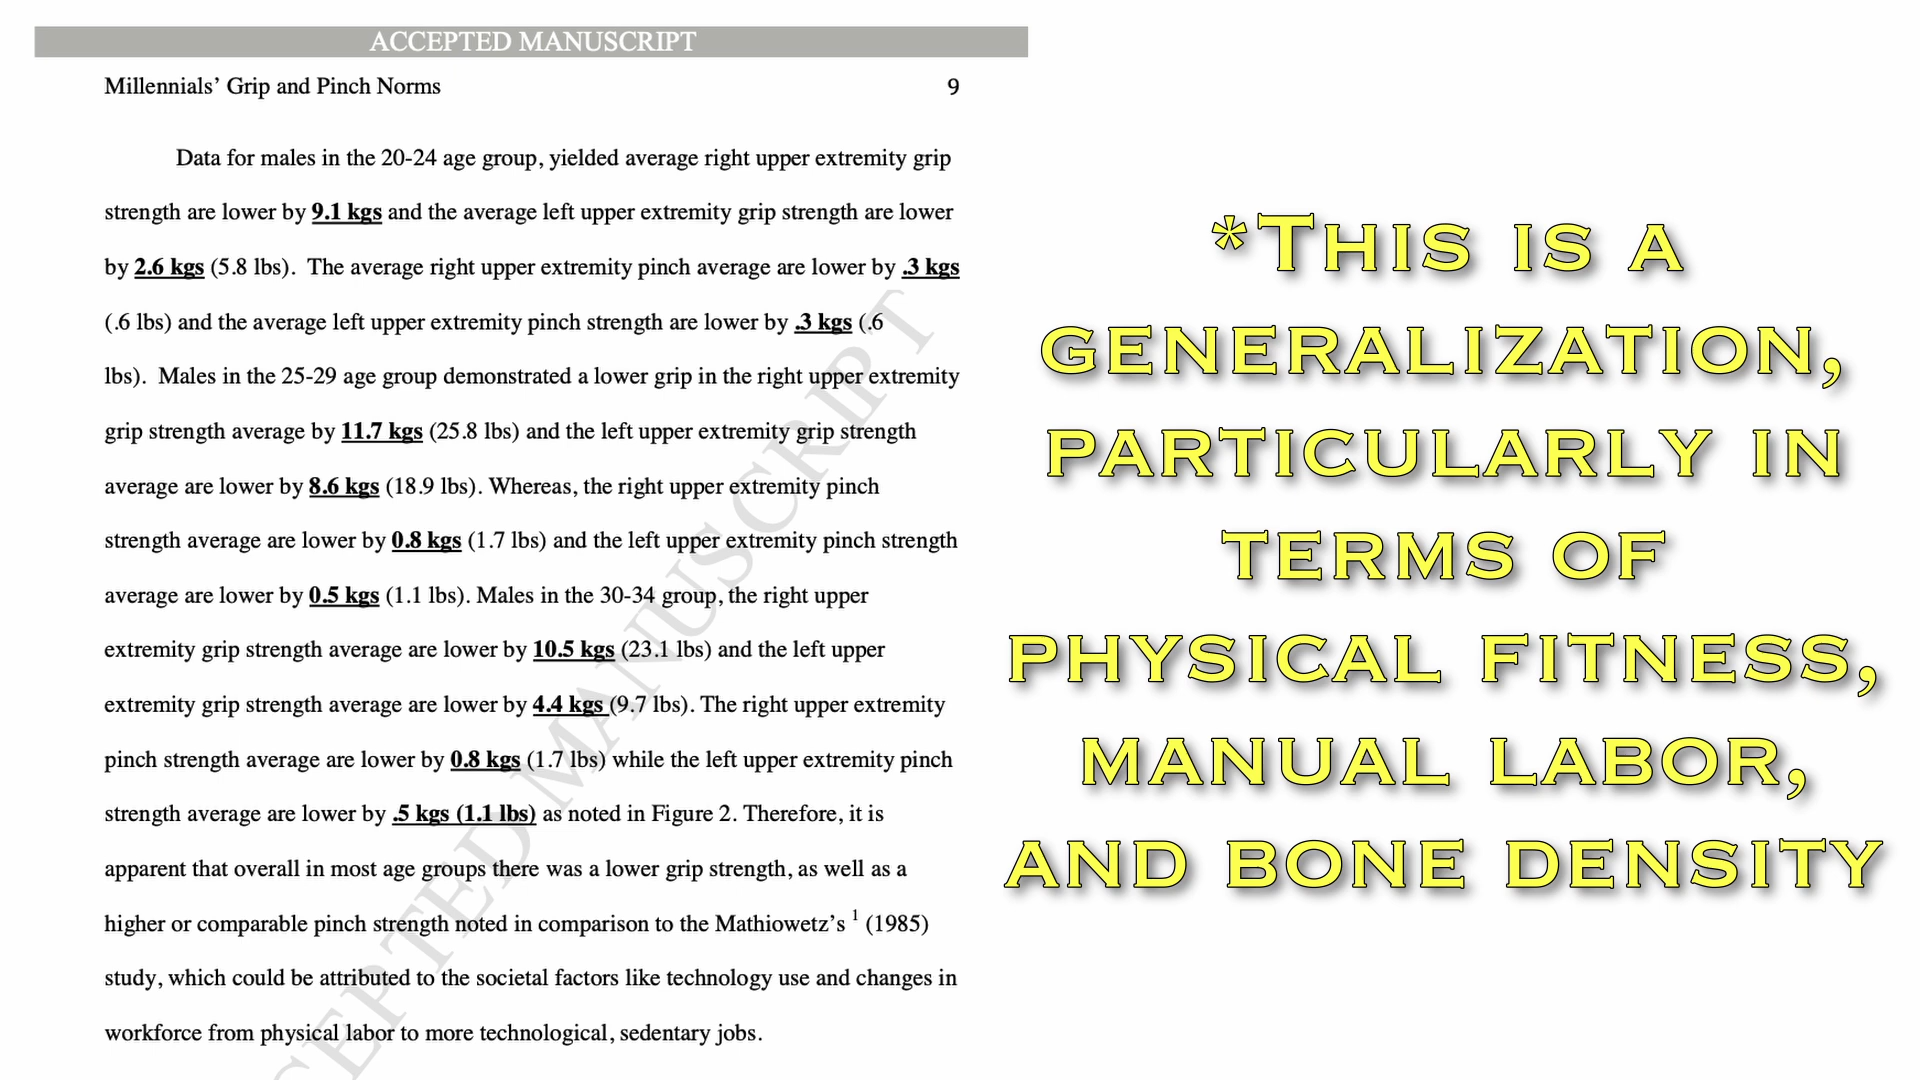 ACCEPTED MANUSCRIPT
Millennials’ Grip and Pinch Norms 9
Data for males in the 20-24 age group, yielded average right upper extremity grip
strength are lower by 9.1 kgs and the average left upper extremity grip strength are lower
by 2.6 kgs (5.8 lbs).  The average right upper extremity pinch average are lower by .3 kgs
(.6 lbs) and the average left upper extremity pinch strength are lower by .3 kgs (.6
lbs).  Males in the 25-29 age group demonstrated a lower grip in the right upper extremity
grip strength average by 11.7 kgs (25.8 lbs) and the left upper extremity grip strength
average are lower by 8.6 kgs (18.9 lbs). Whereas, the right upper extremity pinch
strength average are lower by 0.8 kgs (1.7 lbs) and the left upper extremity pinch strength
average are lower by 0.5 kgs (1.1 lbs). Males in the 30-34 group, the right upper
extremity grip strength average are lower by 10.5 kgs (23.1 lbs) and the left upper
extremity grip strength average are lower by 4.4 kgs (9.7 lbs). The right upper extremity
pinch strength average are lower by 0.8 kgs (1.7 lbs) while the left upper extremity pinch
strength average are lower by .5 kgs (1.1 lbs) as noted in Figure 2. Therefore, it is
apparent that overall in most age groups there was a lower grip strength, as well as a
higher or comparable pinch strength noted in comparison to the Mathiowetz’s 1 (1985)
study, which could be attributed to the societal factors like technology use and changes in
workforce from physical labor to more technological, sedentary jobs.
CEPTED MANUSCRIPT
*This is a
generalization,
particularly in
terms of
physical fitness,
manual labor,
and bone density